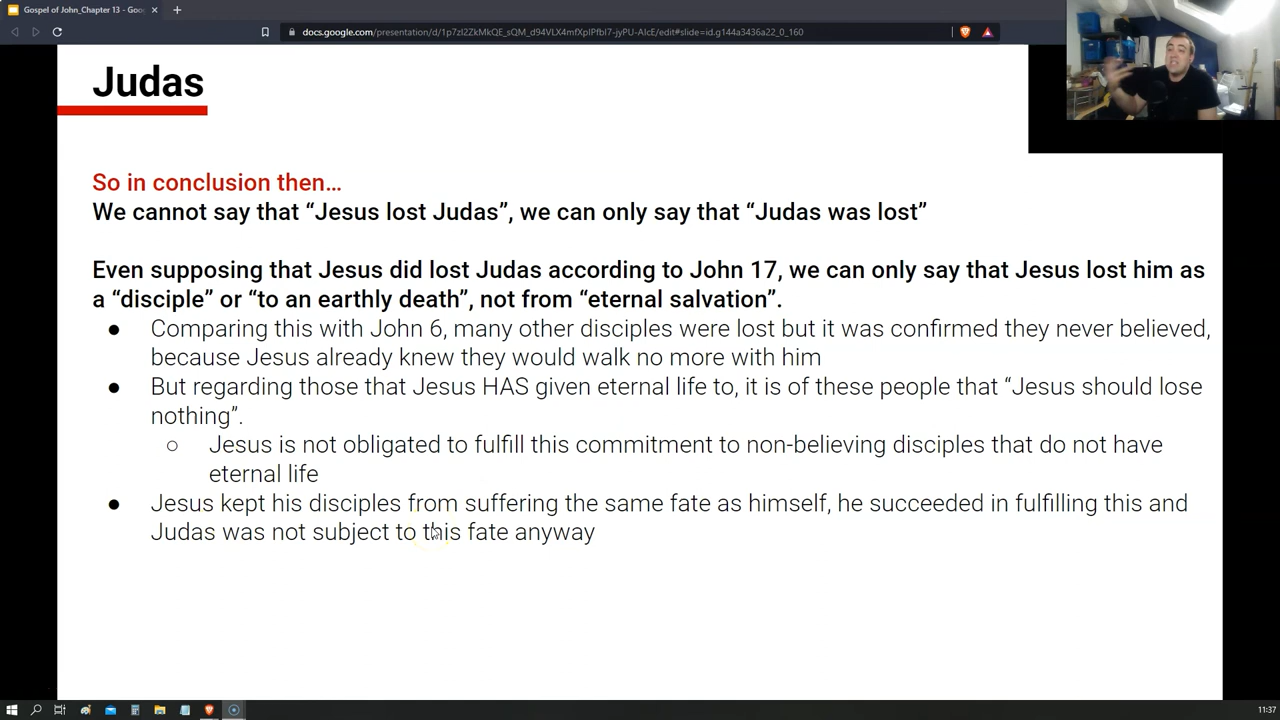 Gospel of John_Chapter 13 - Goo
docs.google.com/presentation/d/1p7zl2ZkMkQE_sQM_d94VLX4mfXpIPfbI7-jyPU-AIcE/edit#slide=id.g144a3436a22_0_160
Judas
So in conclusion then…
We cannot say that “Jesus lost Judas”, we can only say that “Judas was lost”
Even supposing that Jesus did lost Judas according to John 17, we can only say that Jesus lost him as
a “disciple” or “to an earthly death”, not from “eternal salvation”.
● Comparing this with John 6, many other disciples were lost but it was confirmed they never believed,
because Jesus already knew they would walk no more with him
● But regarding those that Jesus HAS given eternal life to, it is of these people that “Jesus should lose
nothing”.
○ Jesus is not obligated to fulfill this commitment to non-believing disciples that do not have
eternal life
● Jesus kept his disciples from suffering the same fate as himself, he succeeded in fulfilling this and
Judas was not subject to this fate anyway
11:37